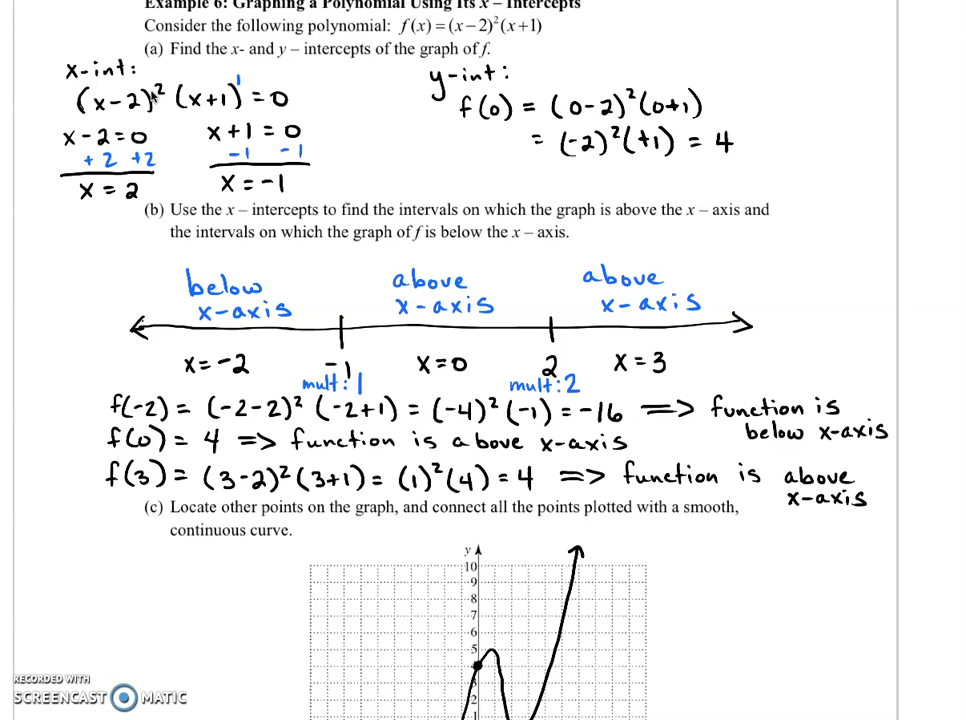 Example 6: Graphing a Polynomial Using Its x – Intercepts
Consider the following polynomial: f(x) = (x−2)²(x+1)
(a) Find the x- and y – intercepts of the graph of f.
x-int:
(x-2)² (x+1)¹ = 0
x-2=0 x+1=0
+2 +2 -1 -1
x = 2 x = -1
y-int:
f(0) = (0-2)²(0+1)
= (-2)²(+1) = 4
(b) Use the x – intercepts to find the intervals on which the graph is above the x – axis and
the intervals on which the graph of f is below the x – axis.
below above above
x-axis x-axis x-axis
x=-2 -1 x=0 2 x=3
mult:1 mult:2
f(-2) = (-2-2)² (-2+1) = (-4)² (-1) = -16 => function is
below x-axis
f(0) = 4 => function is above x-axis
f(3) = (3-2)² (3+1) = (1)² (4) = 4 => function is above
x-axis
(c) Locate other points on the graph, and connect all the points plotted with a smooth,
continuous curve.
y
10
9
8
7
6
5
2
1
RECORDED WITH
SCREENCAST MATIC